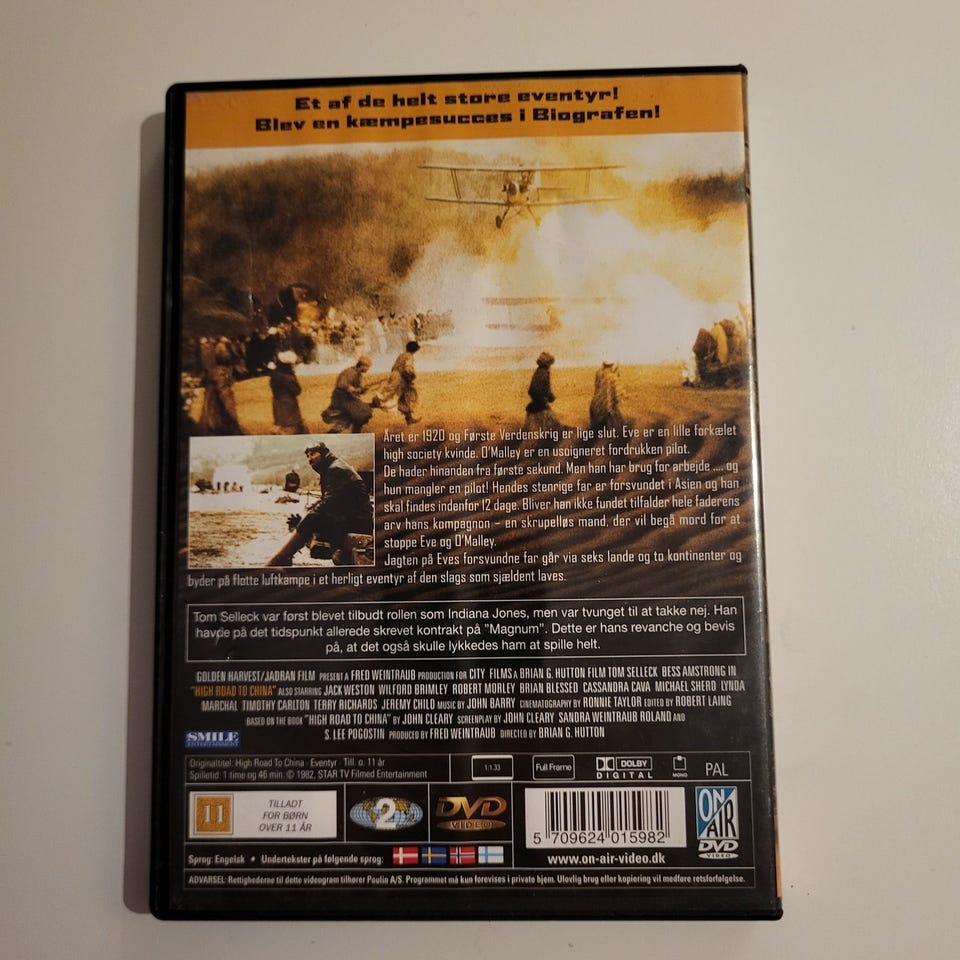 Et af de helt store eventyr!
Blev en kæmpesucces i Biografen!
Året er 1920 og Første Verdenskrig er lige slut. Eve er en lille forkælet
high society kvinde. O'Malley er en usoigneret fordrukken pilot.
De hader hinanden fra første sekund. Men han har brug for arbejde .... og
hun mangler en pilot! Hendes stenrige far er forsvundet i Asien og han
skal findes indenfor 12 dage. Bliver han ikke fundet tilfalder hele faderens
arv hans kompagnon – en skrupelløs mand, der vil begå mord for at
stoppe Eve og O'Malley.
Jagten på Eves forsvundne far går via seks lande og to kontinenter og
byder på flotte luftkampe i et herligt eventyr af den slags som sjældent laves.
Tom Selleck var først blevet tilbudt rollen som Indiana Jones, men var tvunget til at takke nej. Han
havde på det tidspunkt allerede skrevet kontrakt på "Magnum". Dette er hans revanche og bevis
på, at det også skulle lykkedes ham at spille helt.
GOLDEN HARVEST/JADRAN FILM PRESENT A FRED WEINTRAUB PRODUCTION FOR CITY FILMS A BRIAN G. HUTTON FILM TOM SELLECK BESS AMSTRONG IN
"HIGH ROAD TO CHINA" ALSO STARRING JACK WESTON WILFORD BRIMLEY ROBERT MORLEY BRIAN BLESSED CASSANDRA CAVA MICHAEL SHERD LYNDA
MARCHAL TIMOTHY CARLTON TERRY RICHARDS JEREMY CHILD MUSIC BY JOHN BARRY CINEMATOGRAPHY BY RONNIE TAYLOR EDITED BY ROBERT LAING
BASED ON THE BOOK "HIGH ROAD TO CHINA" BY JOHN CLEARY SCREENPLAY BY JOHN CLEARY SANDRA WEINTRAUB ROLAND AND
S. LEE POGOSTIN PRODUCED BY FRED WEINTRAUB DIRECTED BY BRIAN G. HUTTON
SMILE
ENTERTAINMENT
Originaltitel: High Road To China · Eventyr · Till. o. 11 år
Spilletid: 1 time og 46 min. © 1982, STAR TV Filmed Entertainment
1:1.33
Full Frame
DOLBY
DIGITAL
MONO
PAL
11
TILLADT
FOR BØRN
OVER 11 ÅR
2
DVD
VIDEO
5 709624 015982
www.on-air-video.dk
ON
AIR
DVD
VIDEO
Sprog: Engelsk • Undertekster på følgende sprog:
ADVARSEL: Rettighederne til dette videogram tilhører Poulin A/S. Programmet må kun forevises i private hjem. Ulovlig brug eller kopiering vil medføre retsforfølgelse.